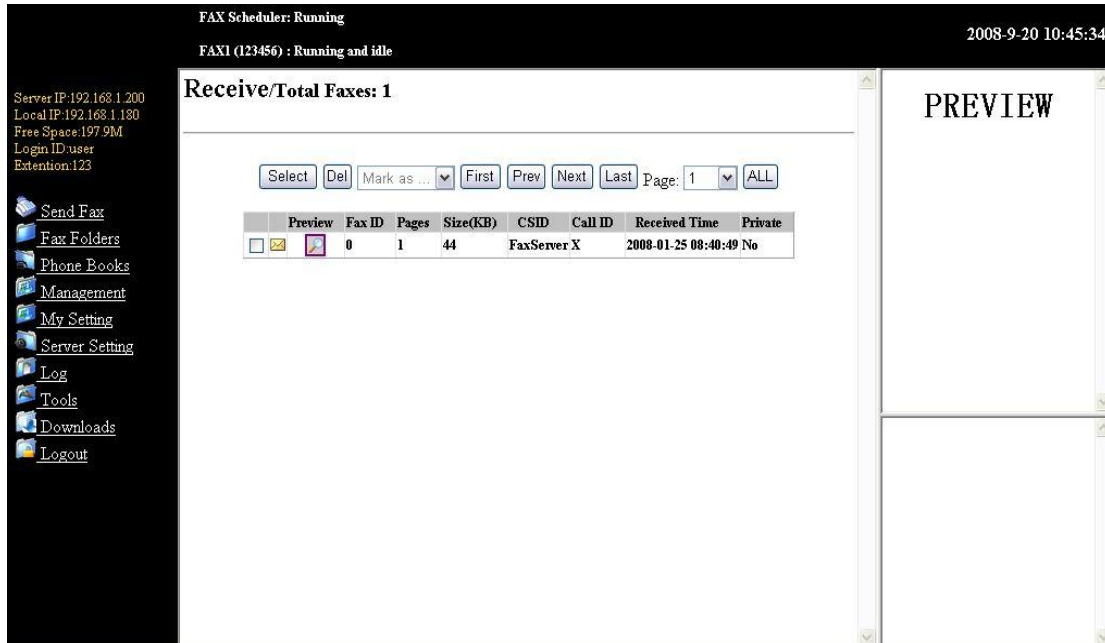 FAX Scheduler: Running
2008-9-20 10:45:34
FAX1 (123456) : Running and idle
Server IP:192.168.1.200
Local IP:192.168.1.180
Free Space:197.9M
Login ID:user
Extention:123
Send Fax
Fax Folders
Phone Books
Management
My Setting
Server Setting
Log
Tools
Downloads
Logout
Receive/Total Faxes: 1
Select Del Mark as ... First Prev Next Last Page: 1 ALL
Preview Fax ID Pages Size(KB) CSID Call ID Received Time Private
0 1 44 FaxServer X 2008-01-25 08:40:49 No
PREVIEW